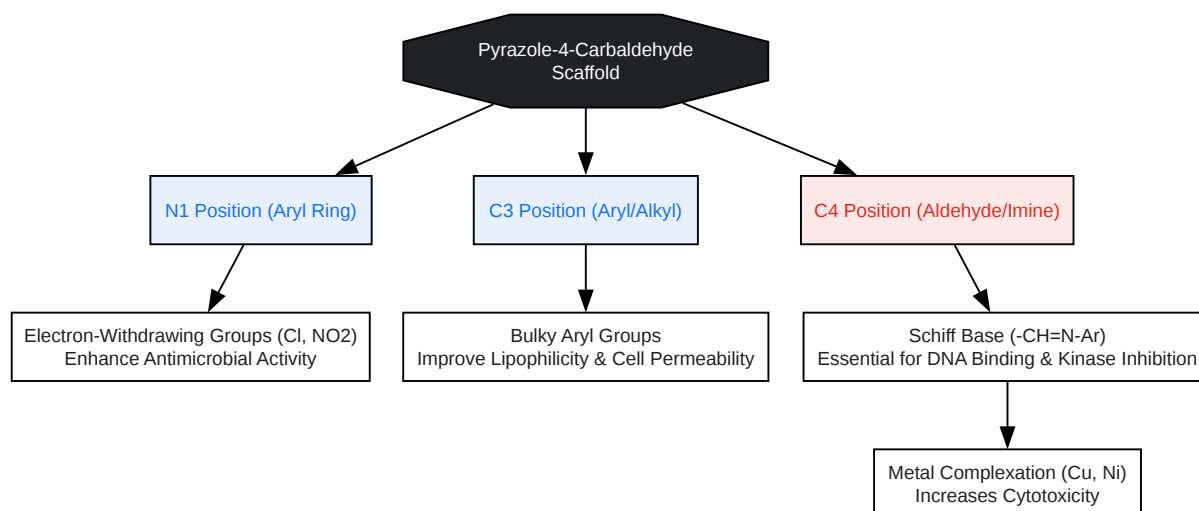 Pyrazole-4-Carbaldehyde
Scaffold
N1 Position (Aryl Ring)
C3 Position (Aryl/Alkyl)
C4 Position (Aldehyde/Imine)
Electron-Withdrawing Groups (Cl, NO2)
Enhance Antimicrobial Activity
Bulky Aryl Groups
Improve Lipophilicity & Cell Permeability
Schiff Base (-CH=N-Ar)
Essential for DNA Binding & Kinase Inhibition
Metal Complexation (Cu, Ni)
Increases Cytotoxicity